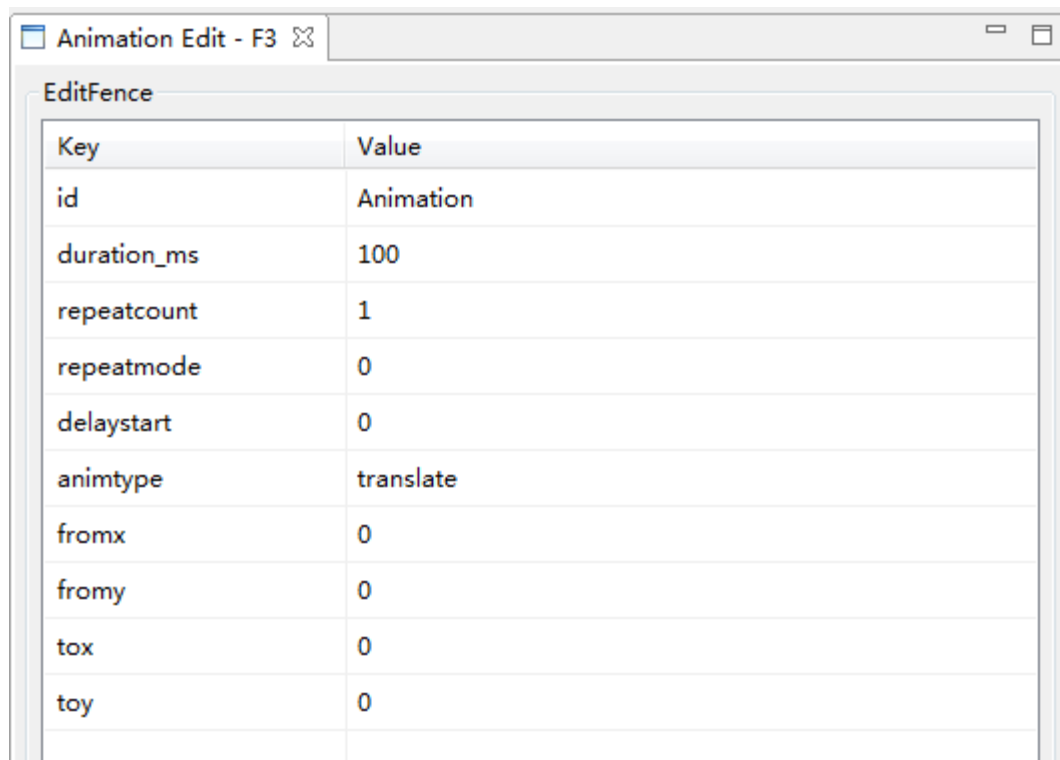 Animation Edit - F3
EditFence
Key Value
id Animation
duration_ms 100
repeatcount 1
repeatmode 0
delaystart 0
animtype translate
fromx 0
fromy 0
tox 0
toy 0